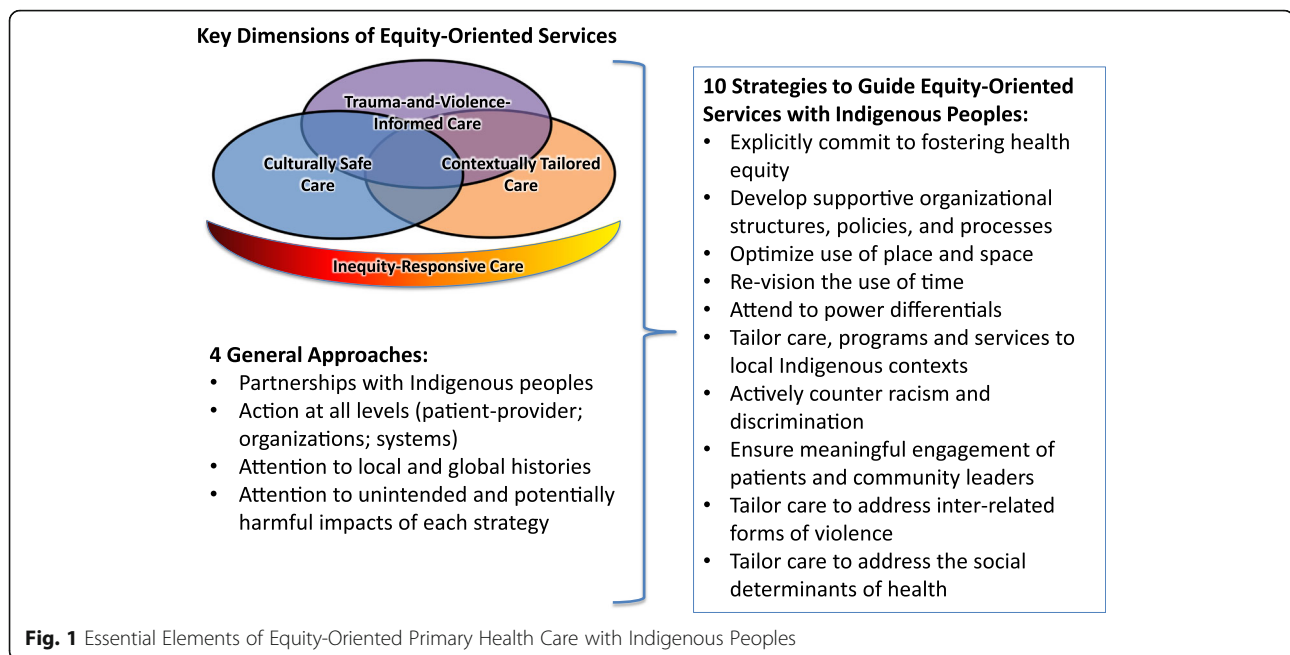 Key Dimensions of Equity-Oriented Services
Trauma-and-Violence-
Informed Care
Culturally Safe
Care
Contextually Tailored
Care
Inequity-Responsive Care
4 General Approaches:
• Partnerships with Indigenous peoples
• Action at all levels (patient-provider;
organizations; systems)
• Attention to local and global histories
• Attention to unintended and potentially
harmful impacts of each strategy
10 Strategies to Guide Equity-Oriented
Services with Indigenous Peoples:
• Explicitly commit to fostering health
equity
• Develop supportive organizational
structures, policies, and processes
• Optimize use of place and space
• Re-vision the use of time
• Attend to power differentials
• Tailor care, programs and services to
local Indigenous contexts
• Actively counter racism and
discrimination
• Ensure meaningful engagement of
patients and community leaders
• Tailor care to address inter-related
forms of violence
• Tailor care to address the social
determinants of health
Fig. 1 Essential Elements of Equity-Oriented Primary Health Care with Indigenous Peoples